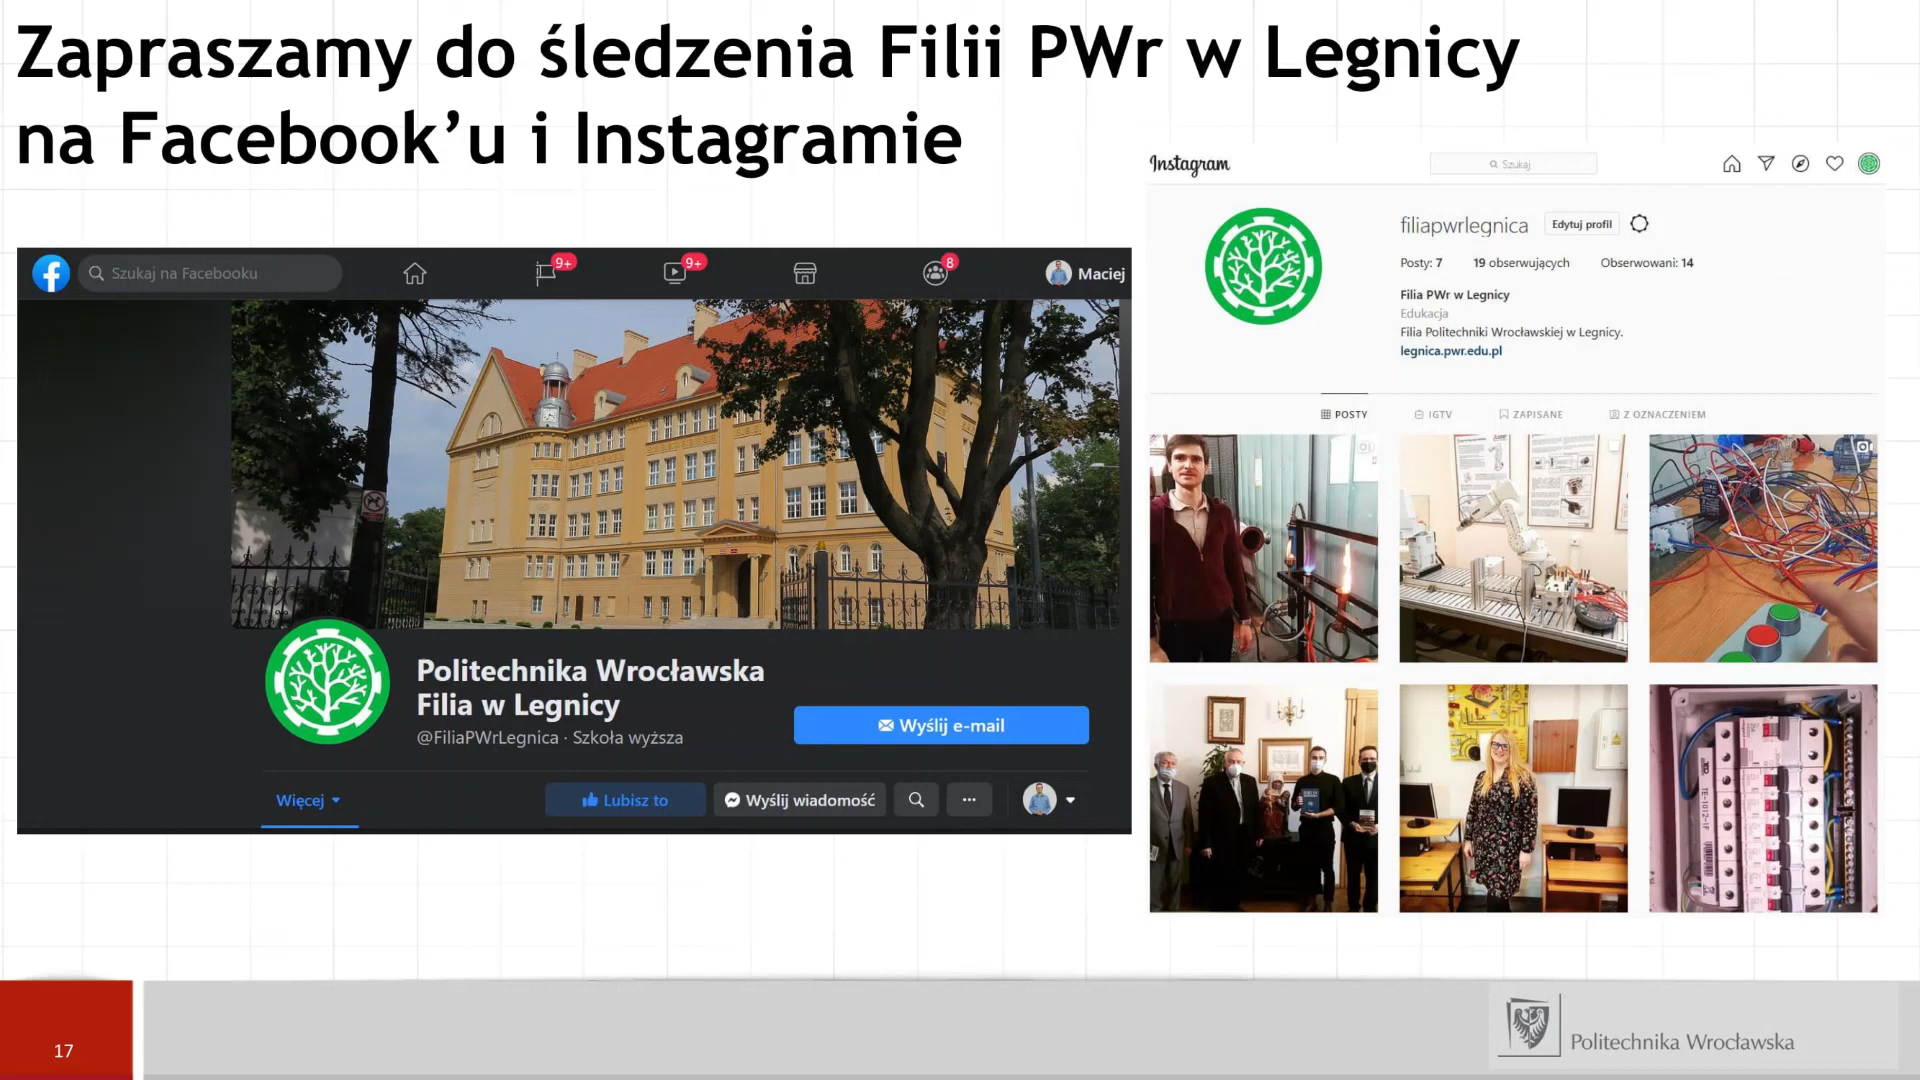 Zapraszamy do śledzenia Filii PWr w Legnicy
na Facebook’u i Instagramie
Szukaj na Facebooku
9+
9+
8
Maciej
Politechnika Wrocławska
Filia w Legnicy
@FiliaPWrLegnica · Szkoła wyższa
Wyślij e-mail
Więcej
Lubisz to
Wyślij wiadomość
Instagram
Szukaj
filiapwrlegnica
Edytuj profil
Posty: 7
19 obserwujących
Obserwowani: 14
Filia PWr w Legnicy
Edukacja
Filia Politechniki Wrocławskiej w Legnicy.
legnica.pwr.edu.pl
POSTY
IGTV
ZAPISANE
Z OZNACZENIEM
17
Politechnika Wrocławska